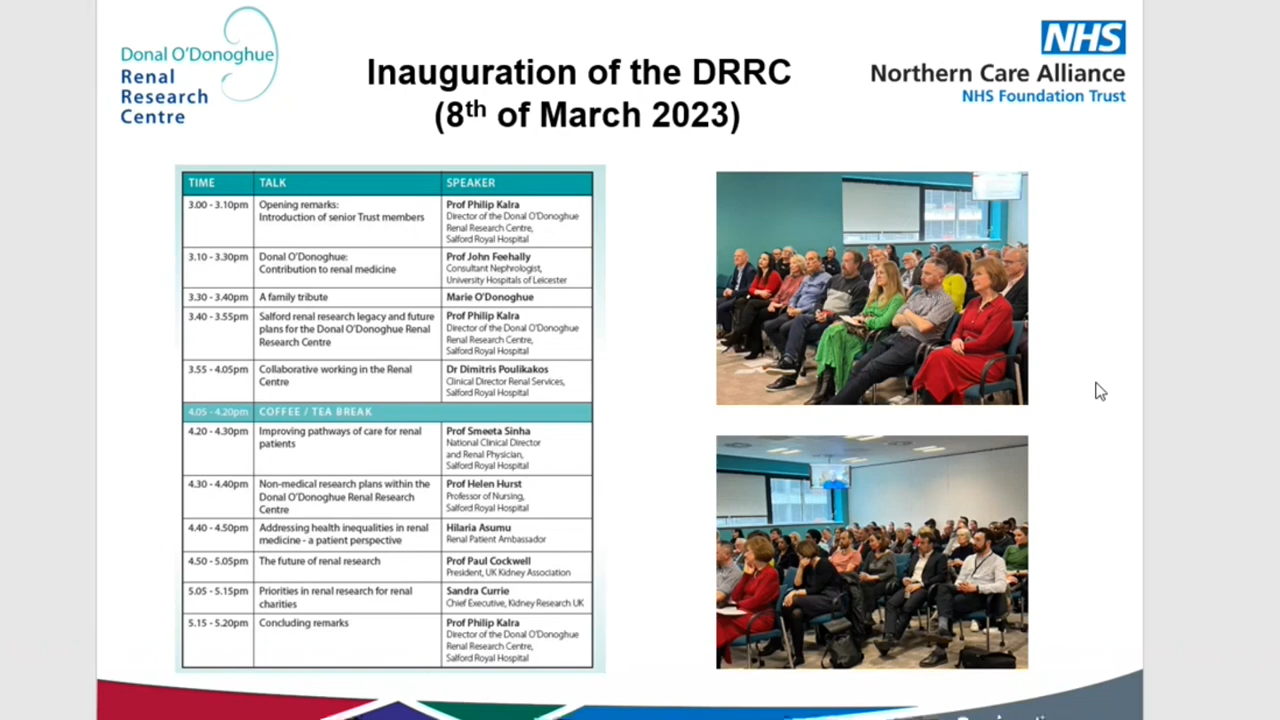 Donal O'Donoghue
Renal
Research
Centre
Inauguration of the DRRC
(8th of March 2023)
NHS
Northern Care Alliance
NHS Foundation Trust
TIME TALK SPEAKER
3.00 - 3.10pm Opening remarks: Prof Philip Kalra
Introduction of senior Trust members Director of the Donal O'Donoghue
Renal Research Centre,
Salford Royal Hospital
3.10 - 3.30pm Donal O'Donoghue: Prof John Feehally
Contribution to renal medicine Consultant Nephrologist,
University Hospitals of Leicester
3.30 - 3.40pm A family tribute Marie O'Donoghue
3.40 - 3.55pm Salford renal research legacy and future Prof Philip Kalra
plans for the Donal O'Donoghue Renal Director of the Donal O'Donoghue
Research Centre Renal Research Centre,
Salford Royal Hospital
3.55 - 4.05pm Collaborative working in the Renal Dr Dimitris Poulikakos
Centre Clinical Director Renal Services,
Salford Royal Hospital
4.05 - 4.20pm COFFEE / TEA BREAK
4.20 - 4.30pm Improving pathways of care for renal Prof Smeeta Sinha
patients National Clinical Director
and Renal Physician,
Salford Royal Hospital
4.30 - 4.40pm Non-medical research plans within the Prof Helen Hurst
Donal O'Donoghue Renal Research Professor of Nursing,
Centre Salford Royal Hospital
4.40 - 4.50pm Addressing health inequalities in renal Hilaria Asumu
medicine - a patient perspective Renal Patient Ambassador
4.50 - 5.05pm The future of renal research Prof Paul Cockwell
President, UK Kidney Association
5.05 - 5.15pm Priorities in renal research for renal Sandra Currie
charities Chief Executive, Kidney Research UK
5.15 - 5.20pm Concluding remarks Prof Philip Kalra
Director of the Donal O'Donoghue
Renal Research Centre,
Salford Royal Hospital